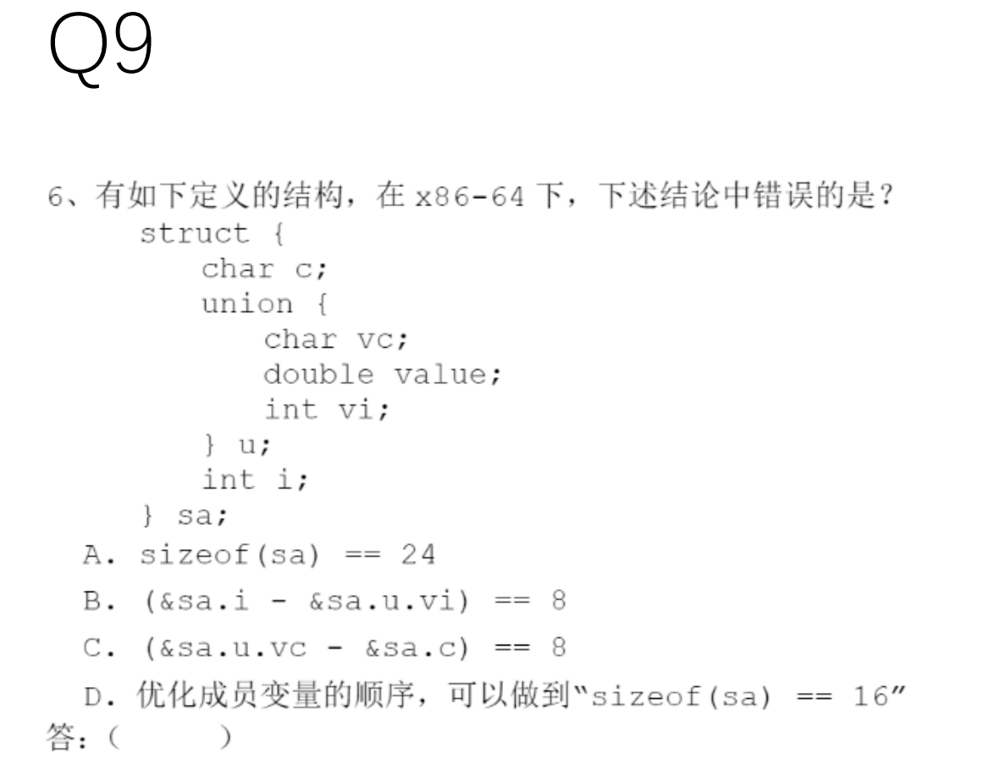 Q9
6、有如下定义的结构，在 x86-64 下，下述结论中错误的是？
struct {
char c;
union {
char vc;
double value;
int vi;
} u;
int i;
} sa;
A. sizeof(sa) == 24
B. (&sa.i - &sa.u.vi) == 8
C. (&sa.u.vc - &sa.c) == 8
D. 优化成员变量的顺序，可以做到“sizeof(sa) == 16”
答：（ ）